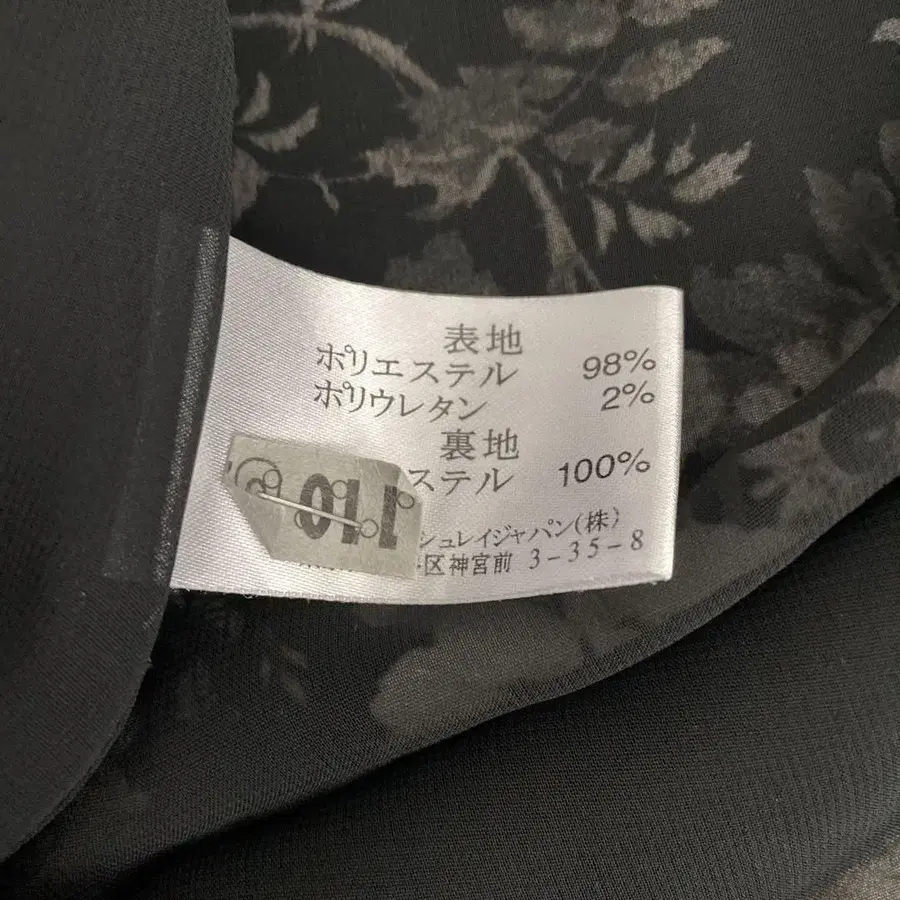 表地
ポリエステル 98%
ポリウレタン 2%
裏地
ステル 100%
シュレイジャパン(株)
区神宮前 3-35-8
110